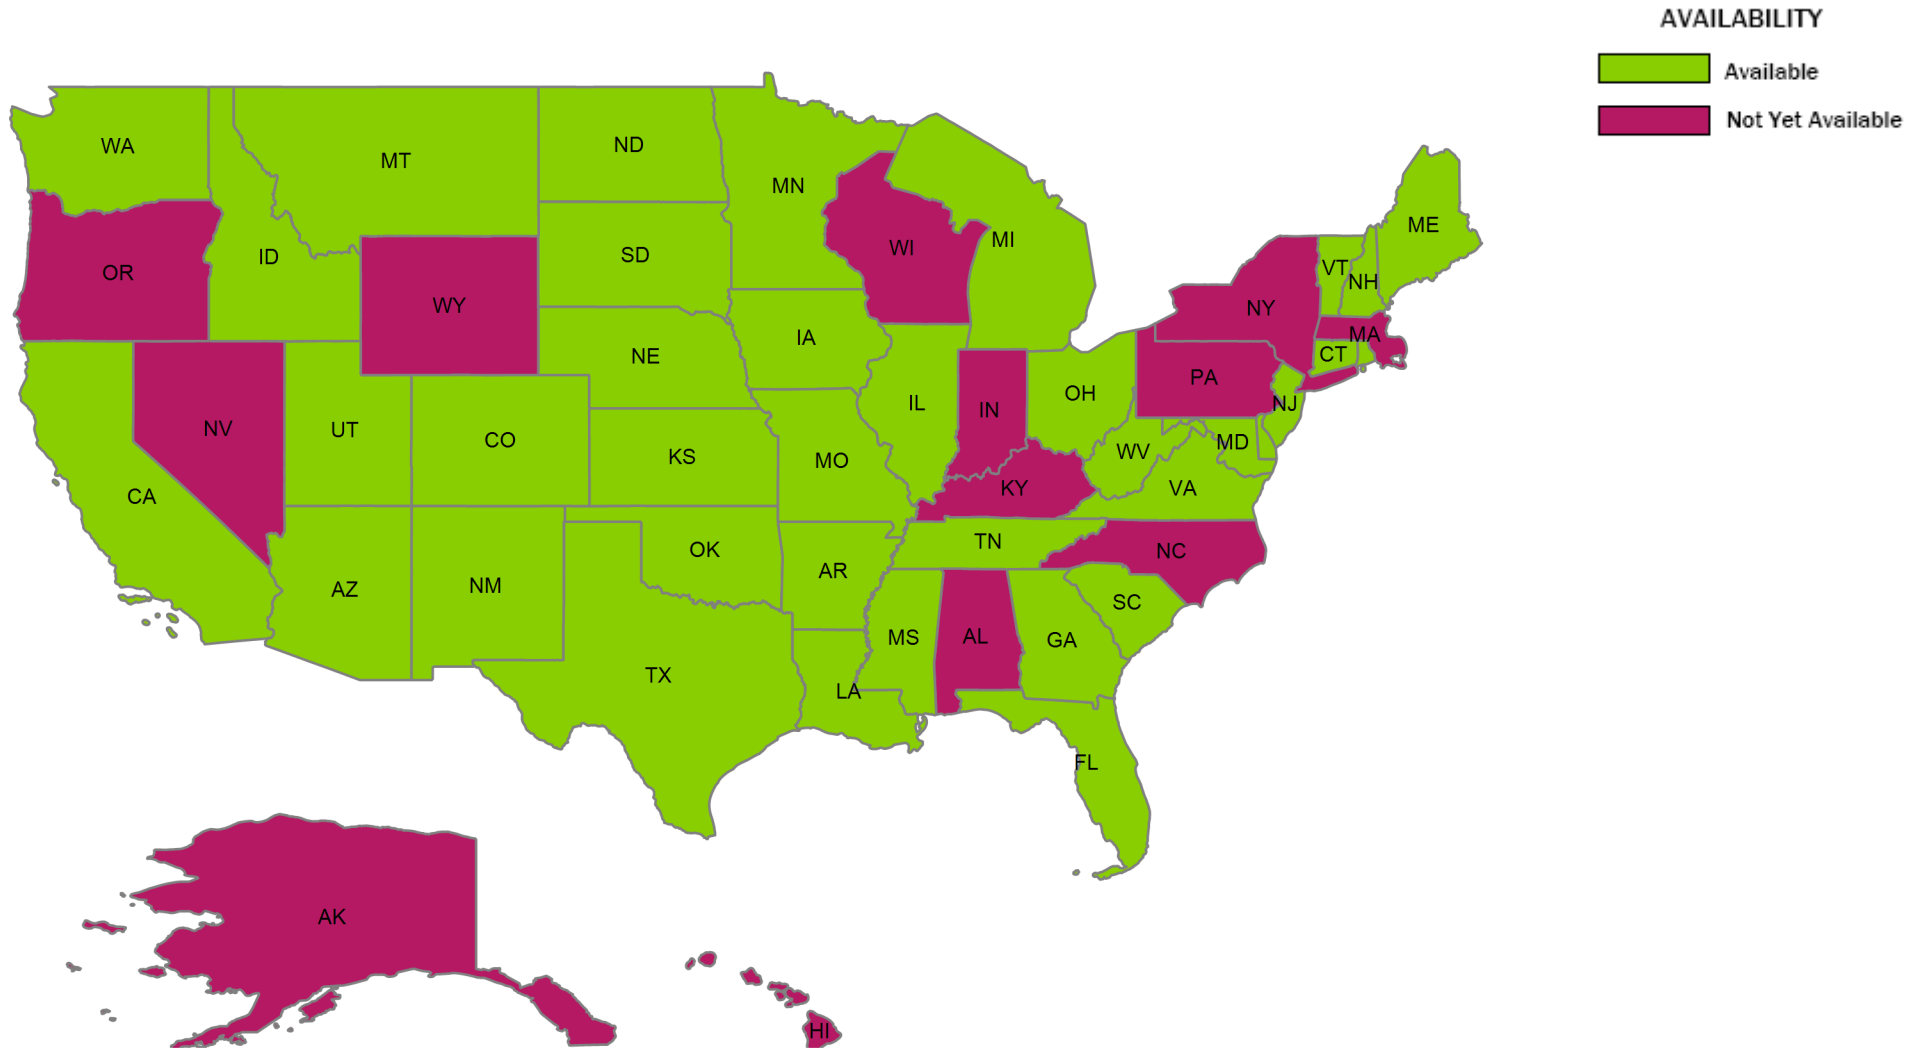 AVAILABILITY
Available
Not Yet Available
WA
MT
ND
MN
OR
ID
WY
SD
WI
MI
ME
VT
NH
NY
MA
CT
NV
UT
CO
NE
IA
IL
IN
OH
PA
NJ
CA
KS
MO
KY
WV
MD
VA
AZ
NM
OK
AR
TN
NC
SC
TX
LA
MS
AL
GA
FL
AK
HI